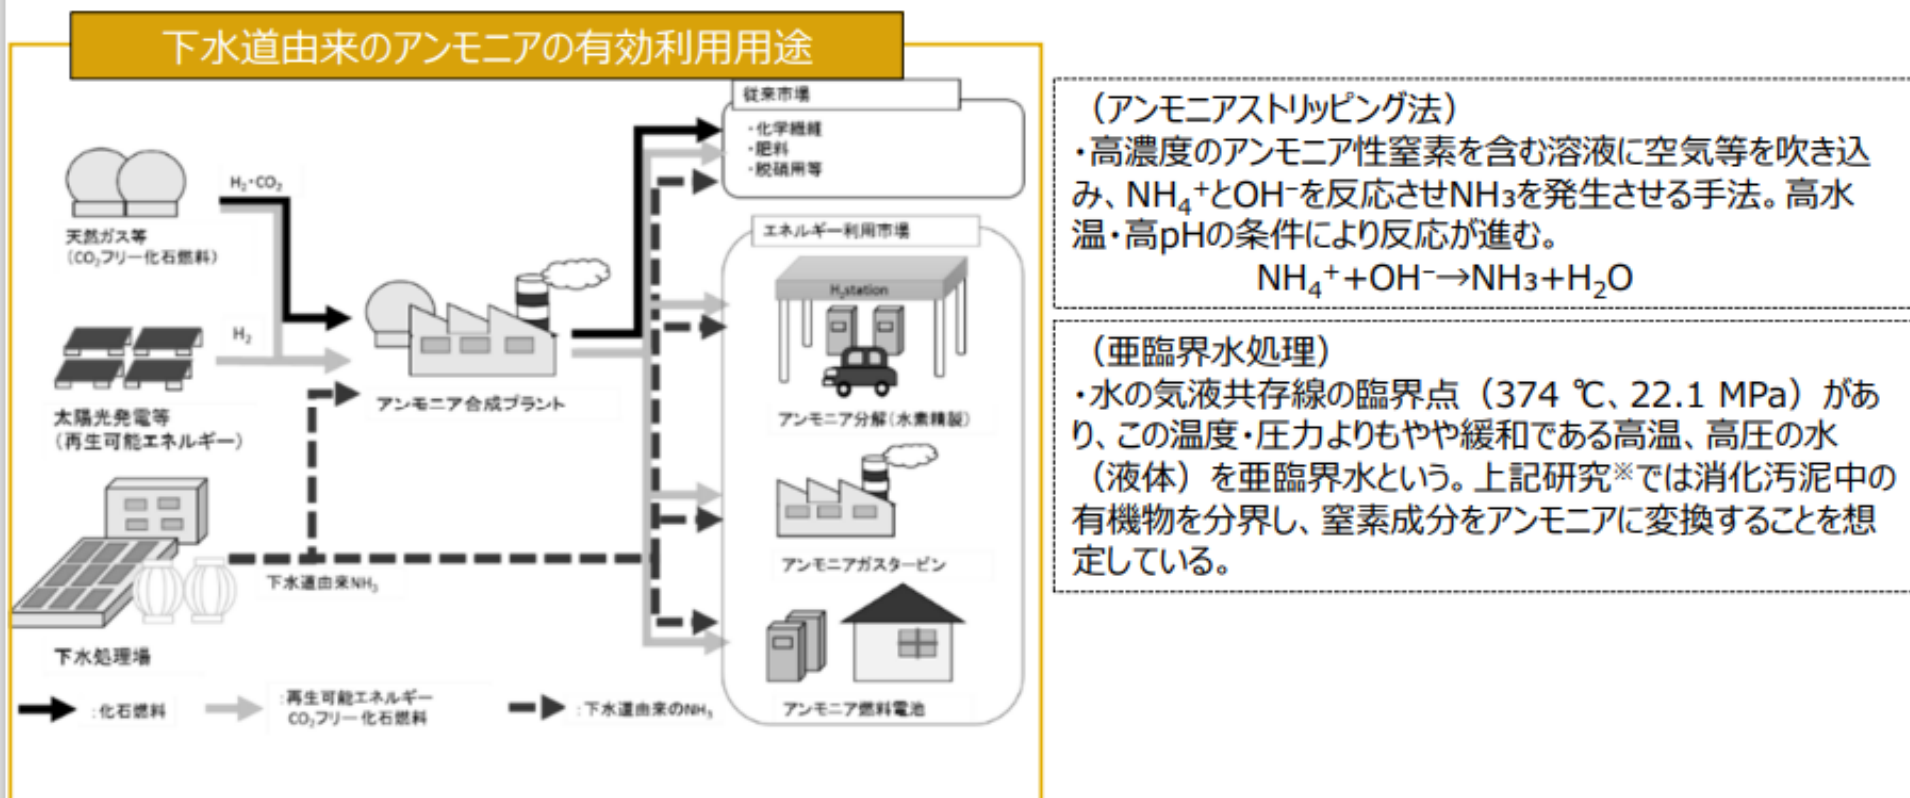 下水道由来のアンモニアの有効利用用途
従来市場
・化学繊維
・肥料
・脱硝用等
H₂・CO₂
天然ガス等
(CO₂フリー化石燃料)
エネルギー利用市場
H₂station
H₂
アンモニア合成プラント
アンモニア分解(水素精製)
太陽光発電等
(再生可能エネルギー)
アンモニアガスタービン
下水道由来NH₃
下水処理場
アンモニア燃料電池
:化石燃料
:再生可能エネルギー
CO₂フリー化石燃料
:下水道由来のNH₃
（アンモニアストリッピング法）
・高濃度のアンモニア性窒素を含む溶液に空気等を吹き込
み、NH₄⁺とOH⁻を反応させNH₃を発生させる手法。高水
温・高pHの条件により反応が進む。
NH₄⁺+OH⁻→NH₃+H₂O
（亜臨界水処理）
・水の気液共存線の臨界点（374 ℃、22.1 MPa）があ
り、この温度・圧力よりもやや緩和である高温、高圧の水
（液体）を亜臨界水という。上記研究※では消化汚泥中の
有機物を分界し、窒素成分をアンモニアに変換することを想
定している。